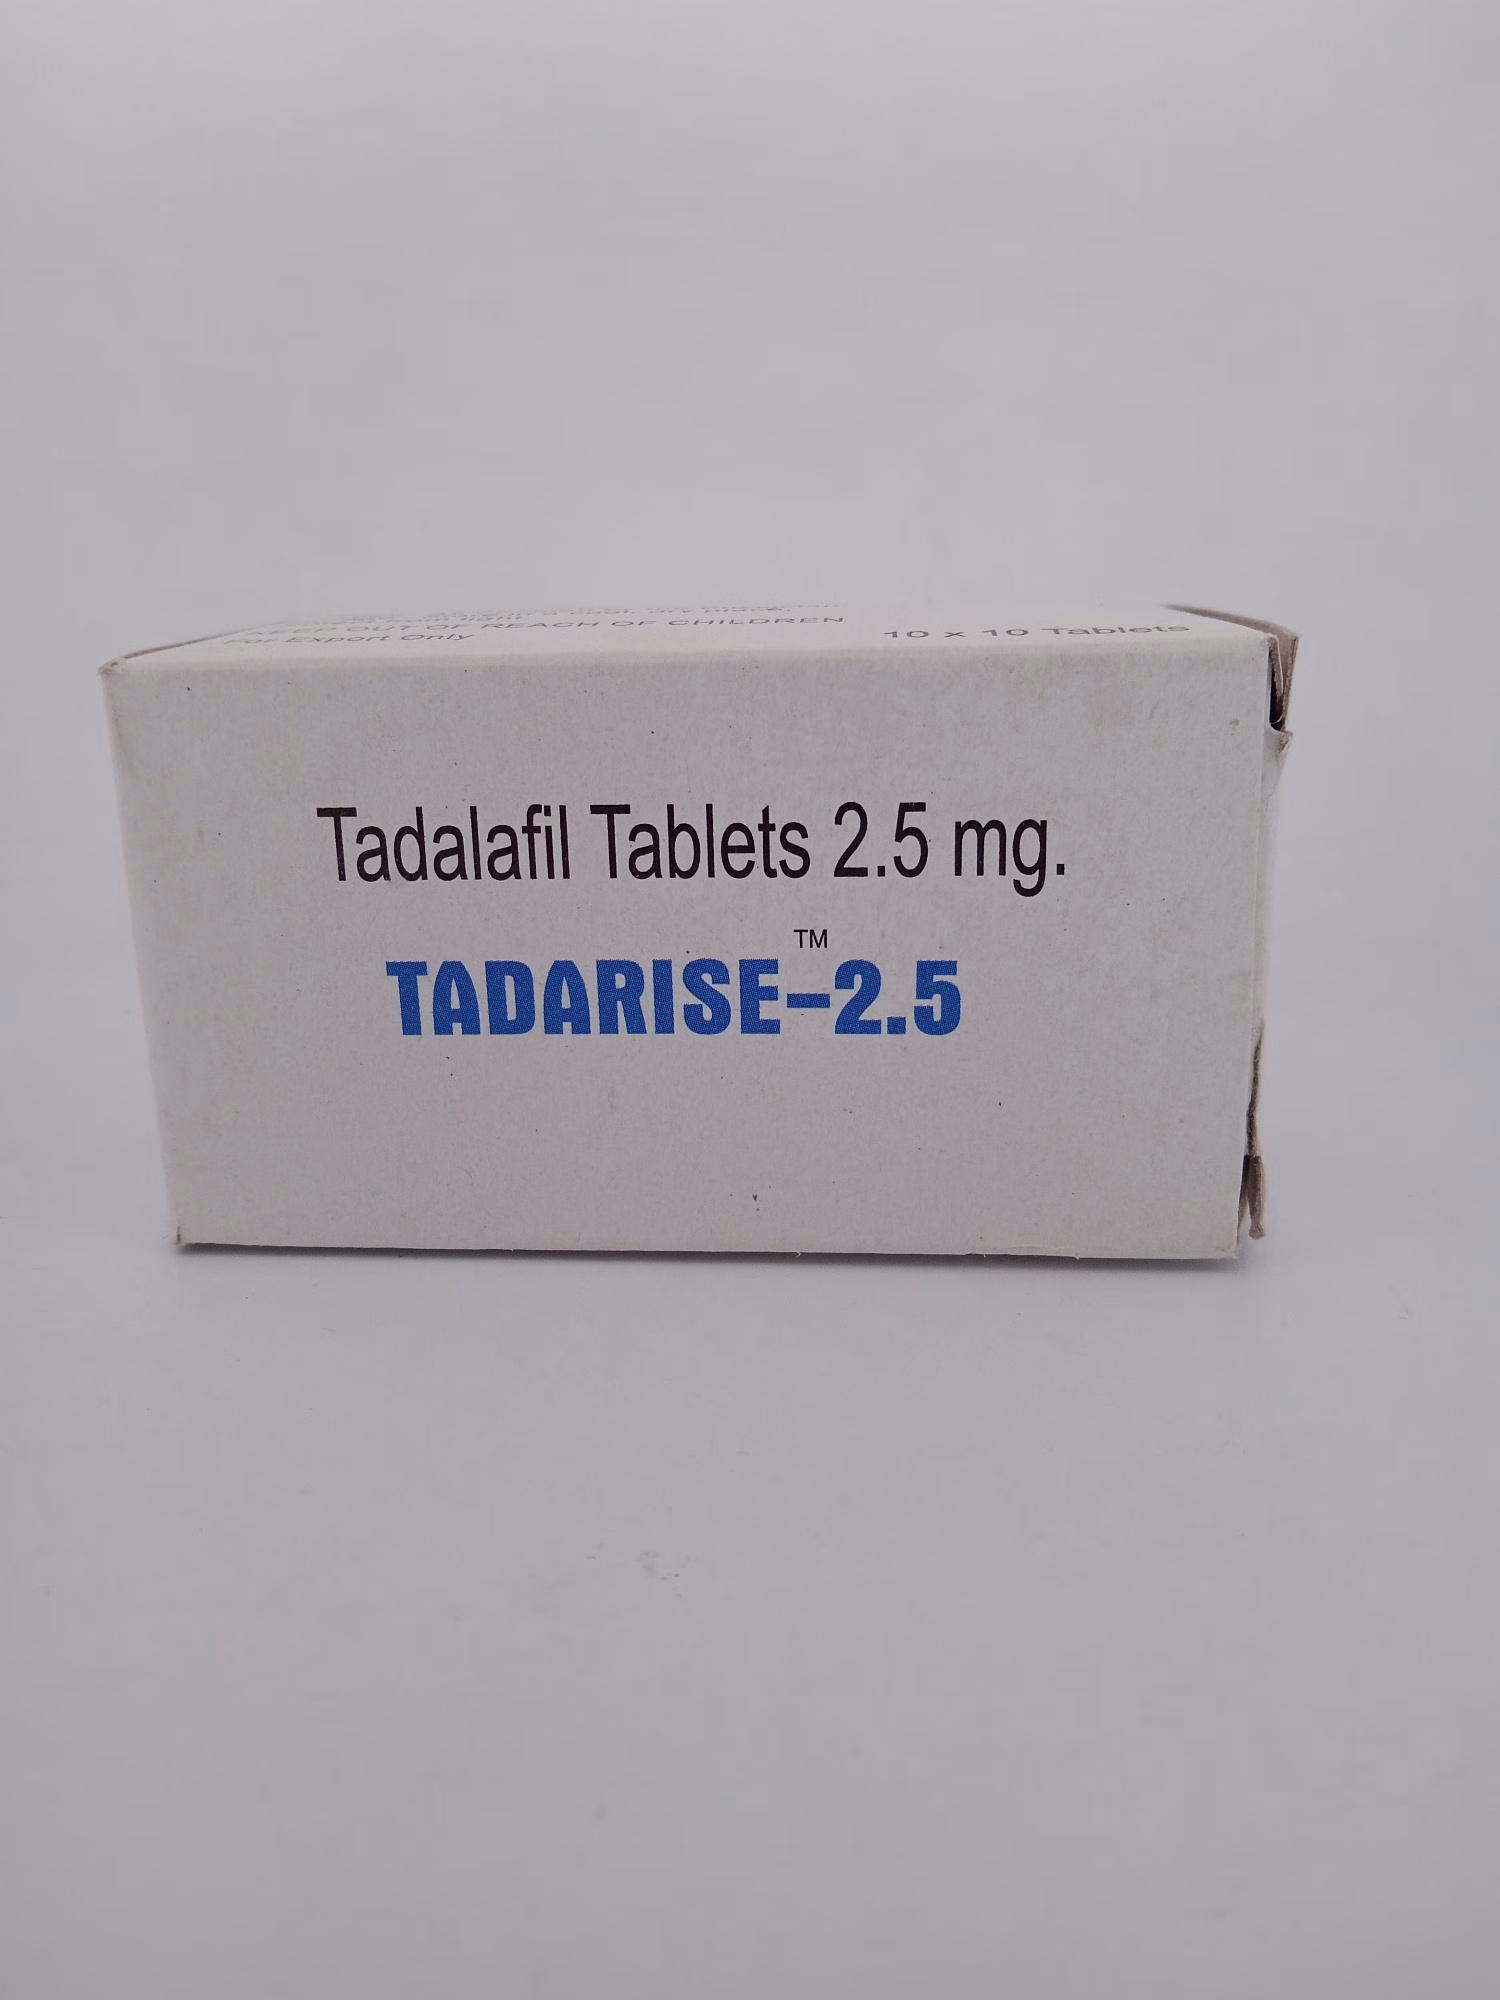 KEEP OUT OF REACH OF CHILDREN
For Export Only
10 x 10 Tablets
Tadalafil Tablets 2.5 mg.
TADARISE-2.5
TM